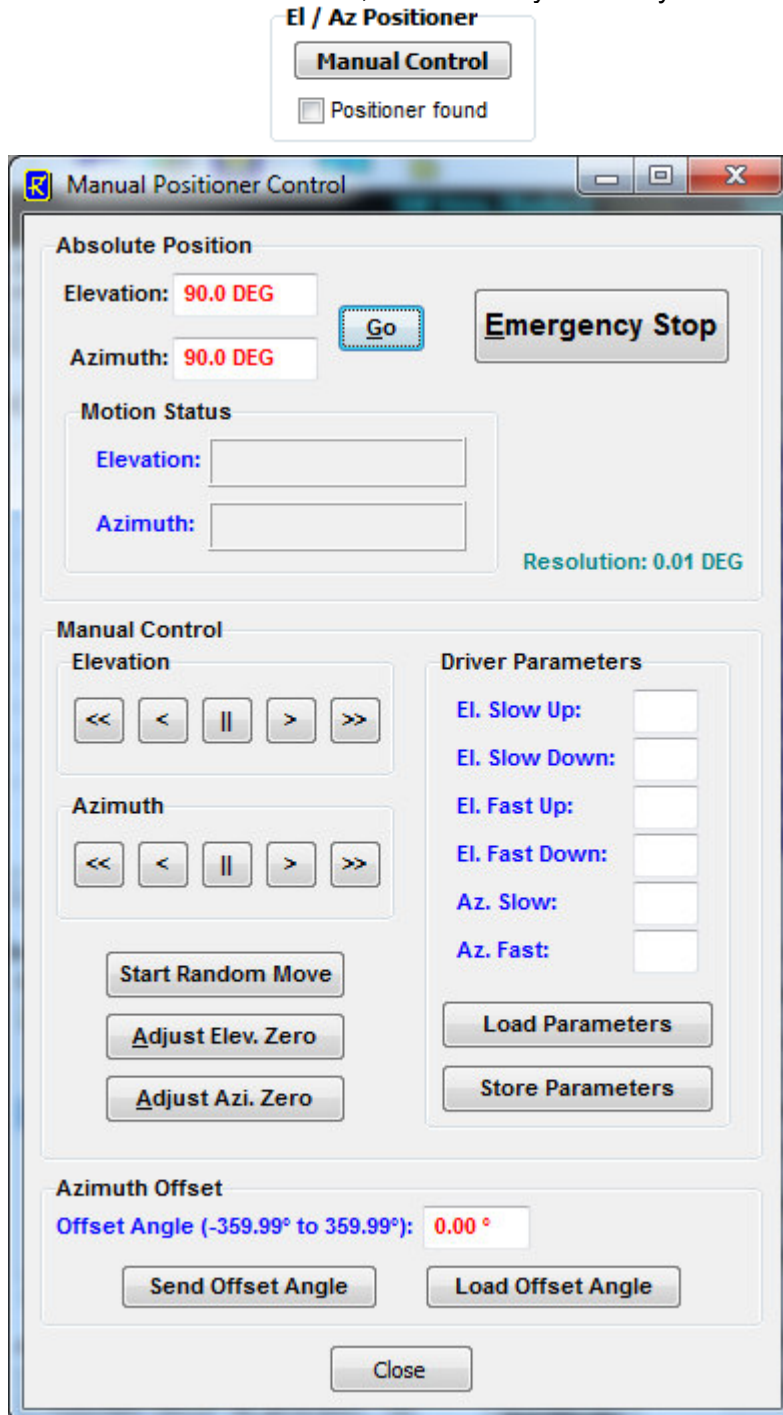 El / Az Positioner
Manual Control
Positioner found
Manual Positioner Control
Absolute Position
Elevation: 90.0 DEG
Go
Emergency Stop
Azimuth: 90.0 DEG
Motion Status
Elevation:
Azimuth:
Resolution: 0.01 DEG
Manual Control
Elevation
<< < || > >>
Azimuth
<< < || > >>
Start Random Move
Adjust Elev. Zero
Adjust Azi. Zero
Driver Parameters
El. Slow Up:
El. Slow Down:
El. Fast Up:
El. Fast Down:
Az. Slow:
Az. Fast:
Load Parameters
Store Parameters
Azimuth Offset
Offset Angle (-359.99° to 359.99°): 0.00 °
Send Offset Angle
Load Offset Angle
Close